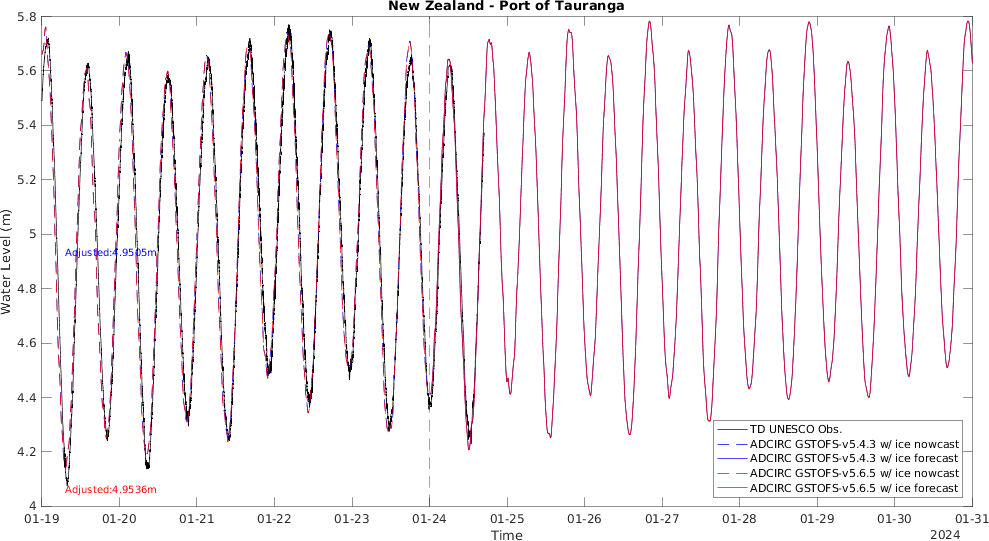 New Zealand - Port of Tauranga
Water Level (m)
5.8
5.6
5.4
5.2
5
4.8
4.6
4.4
4.2
4
Adjusted:4.9505m
Adjusted:4.9536m
TD UNESCO Obs.
ADCIRC GSTOFS-v5.4.3 w/ ice nowcast
ADCIRC GSTOFS-v5.4.3 w/ ice forecast
ADCIRC GSTOFS-v5.6.5 w/ ice nowcast
ADCIRC GSTOFS-v5.6.5 w/ ice forecast
01-19 01-20 01-21 01-22 01-23 01-24 01-25 01-26 01-27 01-28 01-29 01-30 01-31
Time
2024